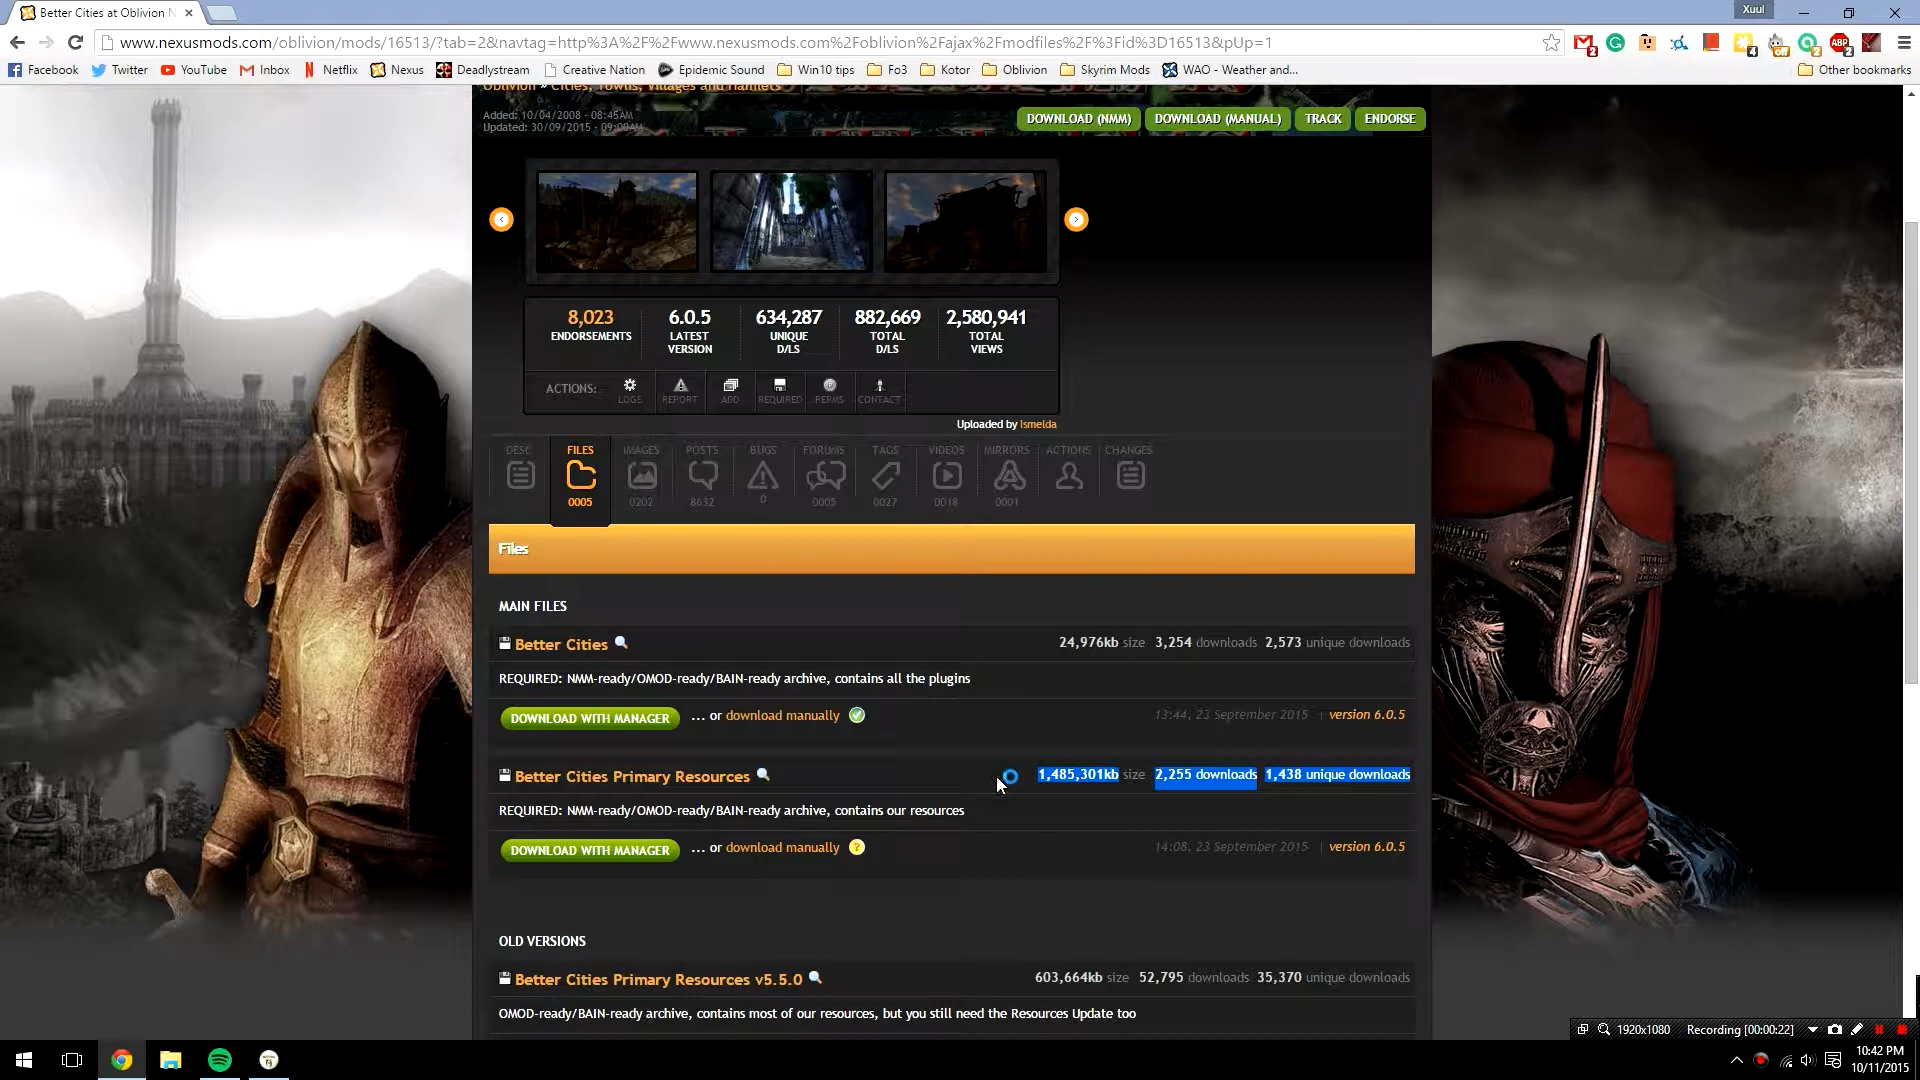 Better Cities at Oblivion N
Xuul
www.nexusmods.com/oblivion/mods/16513/?tab=2&navtag=http%3A%2F%2Fwww.nexusmods.com%2Foblivion%2Fajax%2Fmodfiles%2F%3Fid%3D16513&pUp=1
Facebook Twitter YouTube Inbox Netflix Nexus Deadlystream Creative Nation Epidemic Sound Win10 tips Fo3 Kotor Oblivion Skyrim Mods WAO - Weather and... Other bookmarks
Oblivion » Cities, Towns, Villages and Hamlets
Added: 10/04/2008 - 08:45AM
Updated: 30/09/2015 - 09:00AM
DOWNLOAD (NMM) DOWNLOAD (MANUAL) TRACK ENDORSE
8,023 6.0.5 634,287 882,669 2,580,941
ENDORSEMENTS LATEST VERSION UNIQUE D/LS TOTAL D/LS TOTAL VIEWS
ACTIONS: LOGS REPORT ADD REQUIRED PERMS CONTACT
Uploaded by Ismelda
DESC FILES IMAGES POSTS BUGS FORUMS TAGS VIDEOS MIRRORS ACTIONS CHANGES
0005 0202 8632 0 0005 0027 0018 0001
Files
MAIN FILES
Better Cities 24,976kb size 3,254 downloads 2,573 unique downloads
REQUIRED: NMM-ready/OMOD-ready/BAIN-ready archive, contains all the plugins
DOWNLOAD WITH MANAGER ... or download manually 13:44, 23 September 2015 | version 6.0.5
Better Cities Primary Resources 1,485,301kb size 2,255 downloads 1,438 unique downloads
REQUIRED: NMM-ready/OMOD-ready/BAIN-ready archive, contains our resources
DOWNLOAD WITH MANAGER ... or download manually ? 14:08, 23 September 2015 | version 6.0.5
OLD VERSIONS
Better Cities Primary Resources v5.5.0 603,664kb size 52,795 downloads 35,370 unique downloads
OMOD-ready/BAIN-ready archive, contains most of our resources, but you still need the Resources Update too
1920x1080 Recording [00:00:22]
10:42 PM
10/11/2015